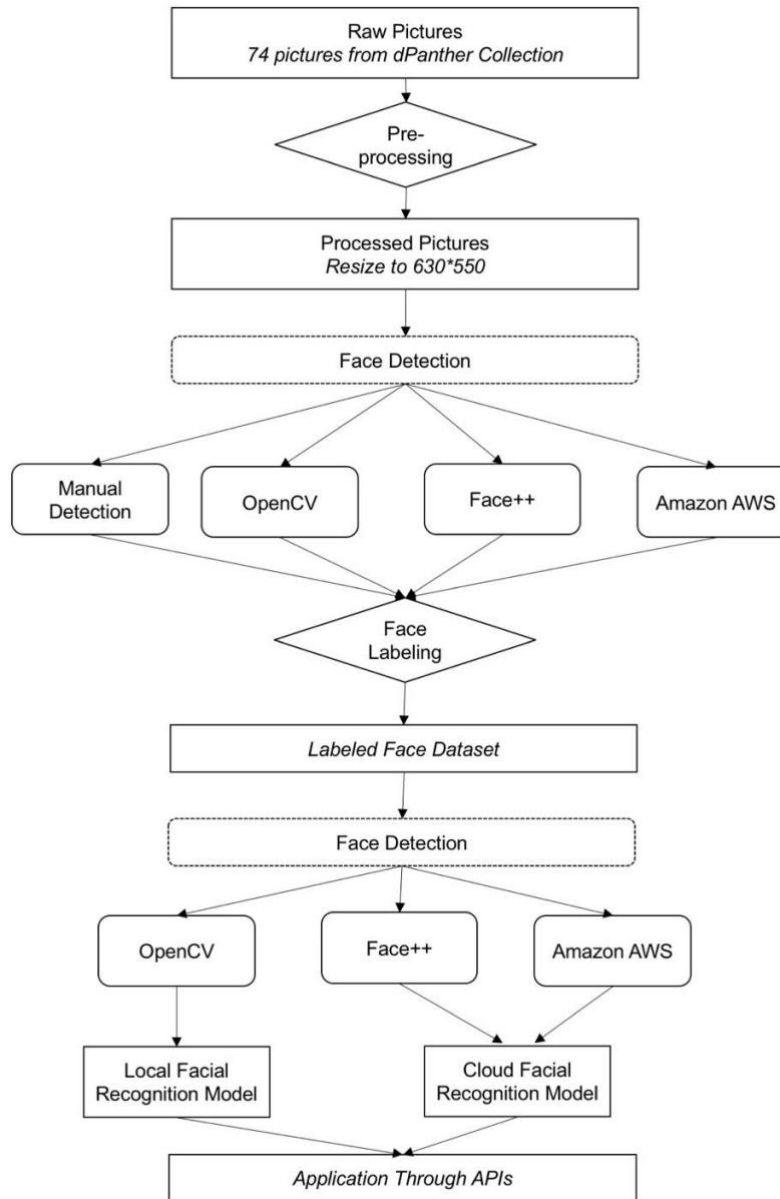 Raw Pictures
74 pictures from dPanther Collection
Pre-
processing
Processed Pictures
Resize to 630*550
Face Detection
Manual
Detection
OpenCV
Face++
Amazon AWS
Face
Labeling
Labeled Face Dataset
Face Detection
OpenCV
Face++
Amazon AWS
Local Facial
Recognition Model
Cloud Facial
Recognition Model
Application Through APIs